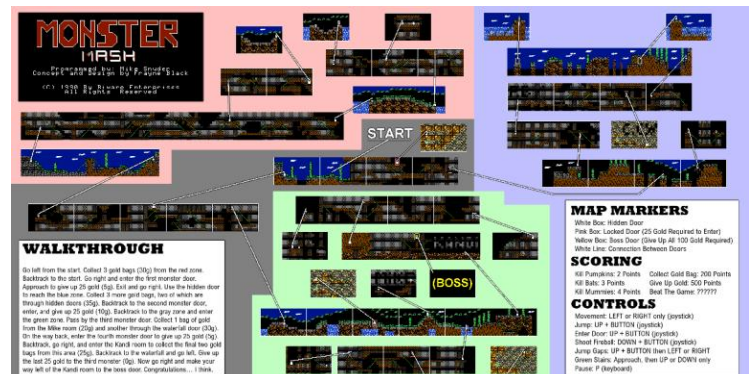 MONSTER
MASH
Programmed by: Mike Snyder
Concept and Design by Frayne Black
(C) 1990 By Diware Enterprises
All Rights Reserved
START
(BOSS)
WALKTHROUGH
Go left from the start. Collect 3 gold bags (30g) from the red zone.
Backtrack to the start. Go right and enter the first monster door.
Approach to give up 25 gold (5g). Exit and go right. Use the hidden door
to reach the blue zone. Collect 3 more gold bags, two of which are
through hidden doors (35g). Backtrack to the second monster door,
enter, and give up 25 gold (10g). Backtrack to the gray zone and enter
the green zone. Pass by the third monster door. Collect 1 bag of gold
from the Mike room (20g) and another through the waterfall door (30g).
On the way back, enter the fourth monster door to give up 25 gold (5g).
Backtrack, go right, and enter the Kandi room to collect the final two gold
bags from this area (25g). Backtrack to the waterfall and go left. Give up
the last 25 gold to the third monster (0g). Now go right and make your
way left of the Kandi room to the boss door. Congratulations... I think.
MAP MARKERS
White Box: Hidden Door
Pink Box: Locked Door (25 Gold Required to Enter)
Yellow Box: Boss Door (Give Up All 100 Gold Required)
White Line: Connection Between Doors
SCORING
Kill Pumpkins: 2 Points Collect Gold Bag: 200 Points
Kill Bats: 3 Points Give Up Gold: 500 Points
Kill Mummies: 4 Points Beat The Game: ??????
CONTROLS
Movement: LEFT or RIGHT only (joystick)
Jump: UP + BUTTON (joystick)
Enter Door: UP + BUTTON (joystick)
Shoot Fireball: DOWN + BUTTON (joystick)
Jump Gaps: UP + BUTTON then LEFT or RIGHT
Green Stairs: Approach, then UP or DOWN only
Pause: P (keyboard)